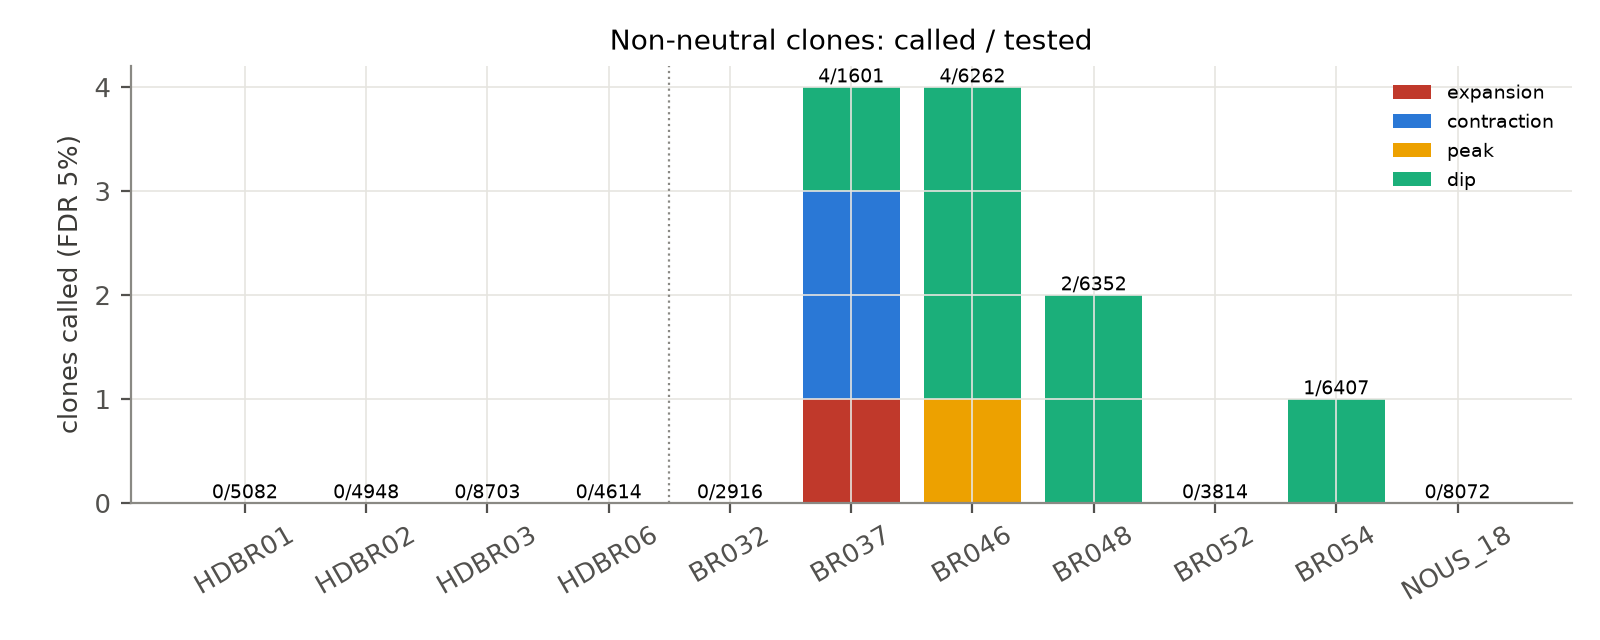 Non-neutral clones: called / tested
clones called (FDR 5%)
4
3
2
1
0
4/1601
4/6262
2/6352
1/6407
0/5082
0/4948
0/8703
0/4614
0/2916
0/3814
0/8072
expansion
contraction
peak
dip
HDBR01
HDBR02
HDBR03
HDBR06
BR032
BR037
BR046
BR048
BR052
BR054
NOUS_18